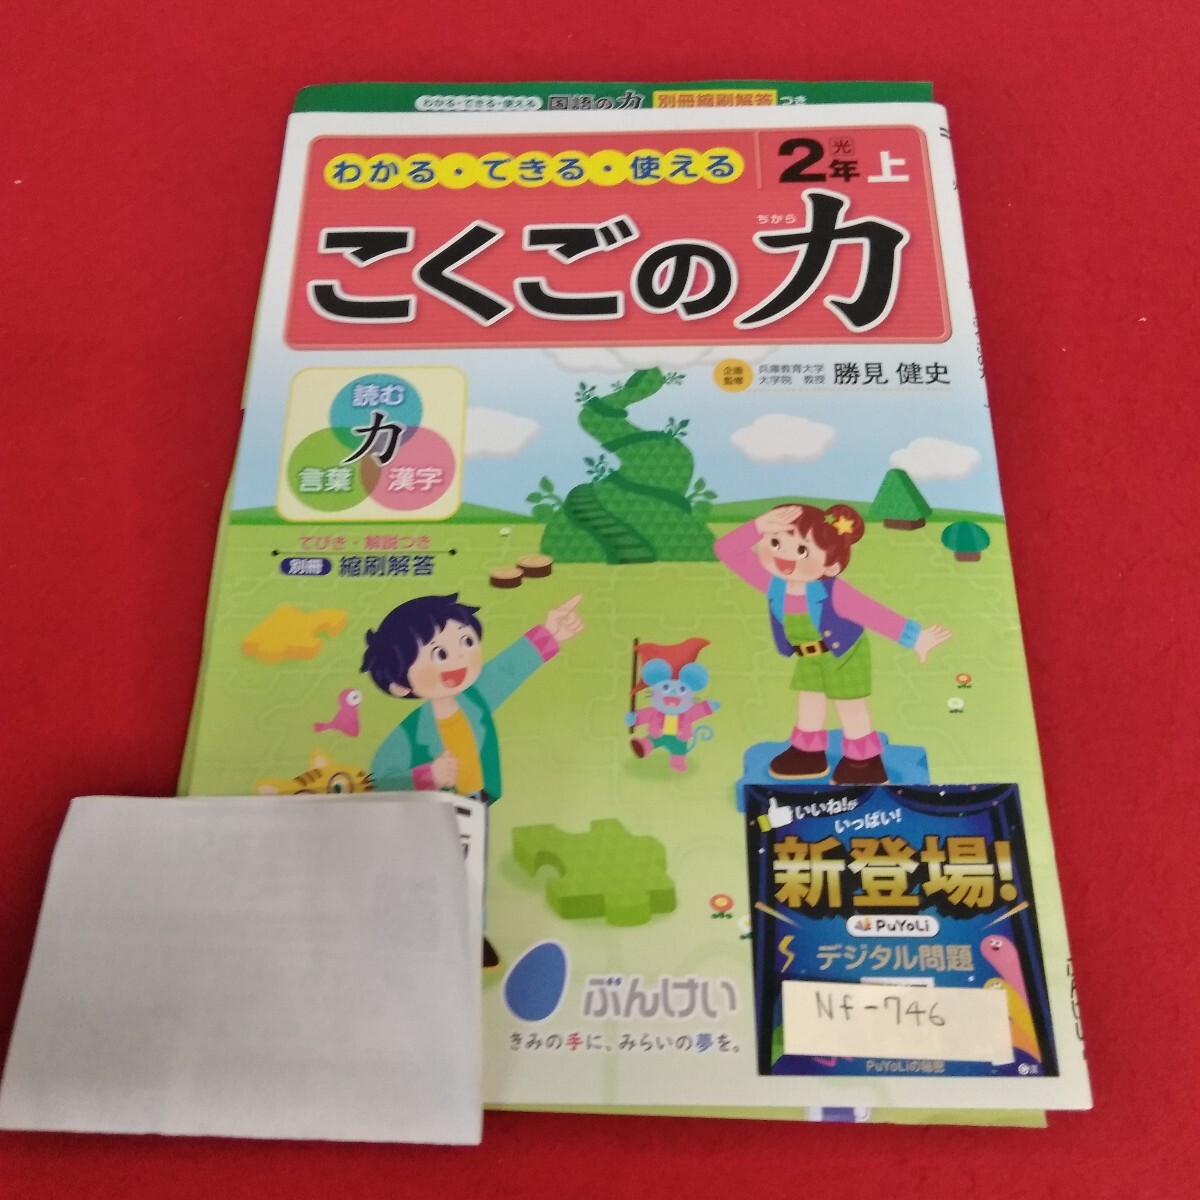 わかる・できる・使える 国語の力 別冊縮刷解答 つき
わかる・できる・使える
2年 光 上
こくごの力
ちから
企画
監修
兵庫教育大学
大学院 教授
勝見 健史
読む
力
言葉
漢字
てびき・解説つき
別冊 縮刷解答
いいね!が
いっぱい!
新登場!
PuYoLi
デジタル問題
Nf-746
PuYoLiの秘密
ぶんけい
きみの手に、みらいの夢を。